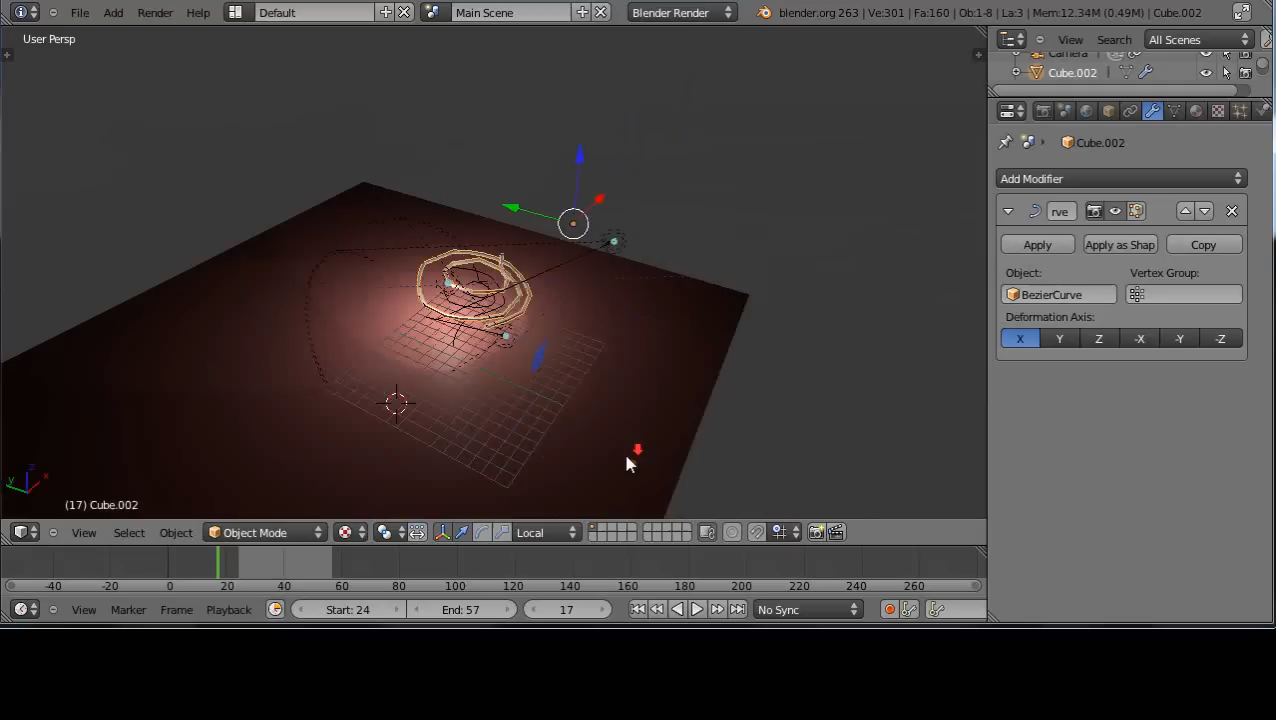 File Add Render Help Default Main Scene Blender Render blender.org 263 | Ve:301 | Fa:160 | Ob:1-8 | La:3 | Mem:12.34M (0.49M) | Cube.002
User Persp
View Search All Scenes
Camera
Cube.002
Cube.002
Add Modifier
rve
Apply Apply as Shap Copy
Object: Vertex Group:
BezierCurve
Deformation Axis:
X Y Z -X -Y -Z
z
y x
(17) Cube.002
View Select Object Object Mode Local
-40 -20 0 20 40 60 80 100 120 140 160 180 200 220 240 260
View Marker Frame Playback Start: 24 End: 57 17 No Sync